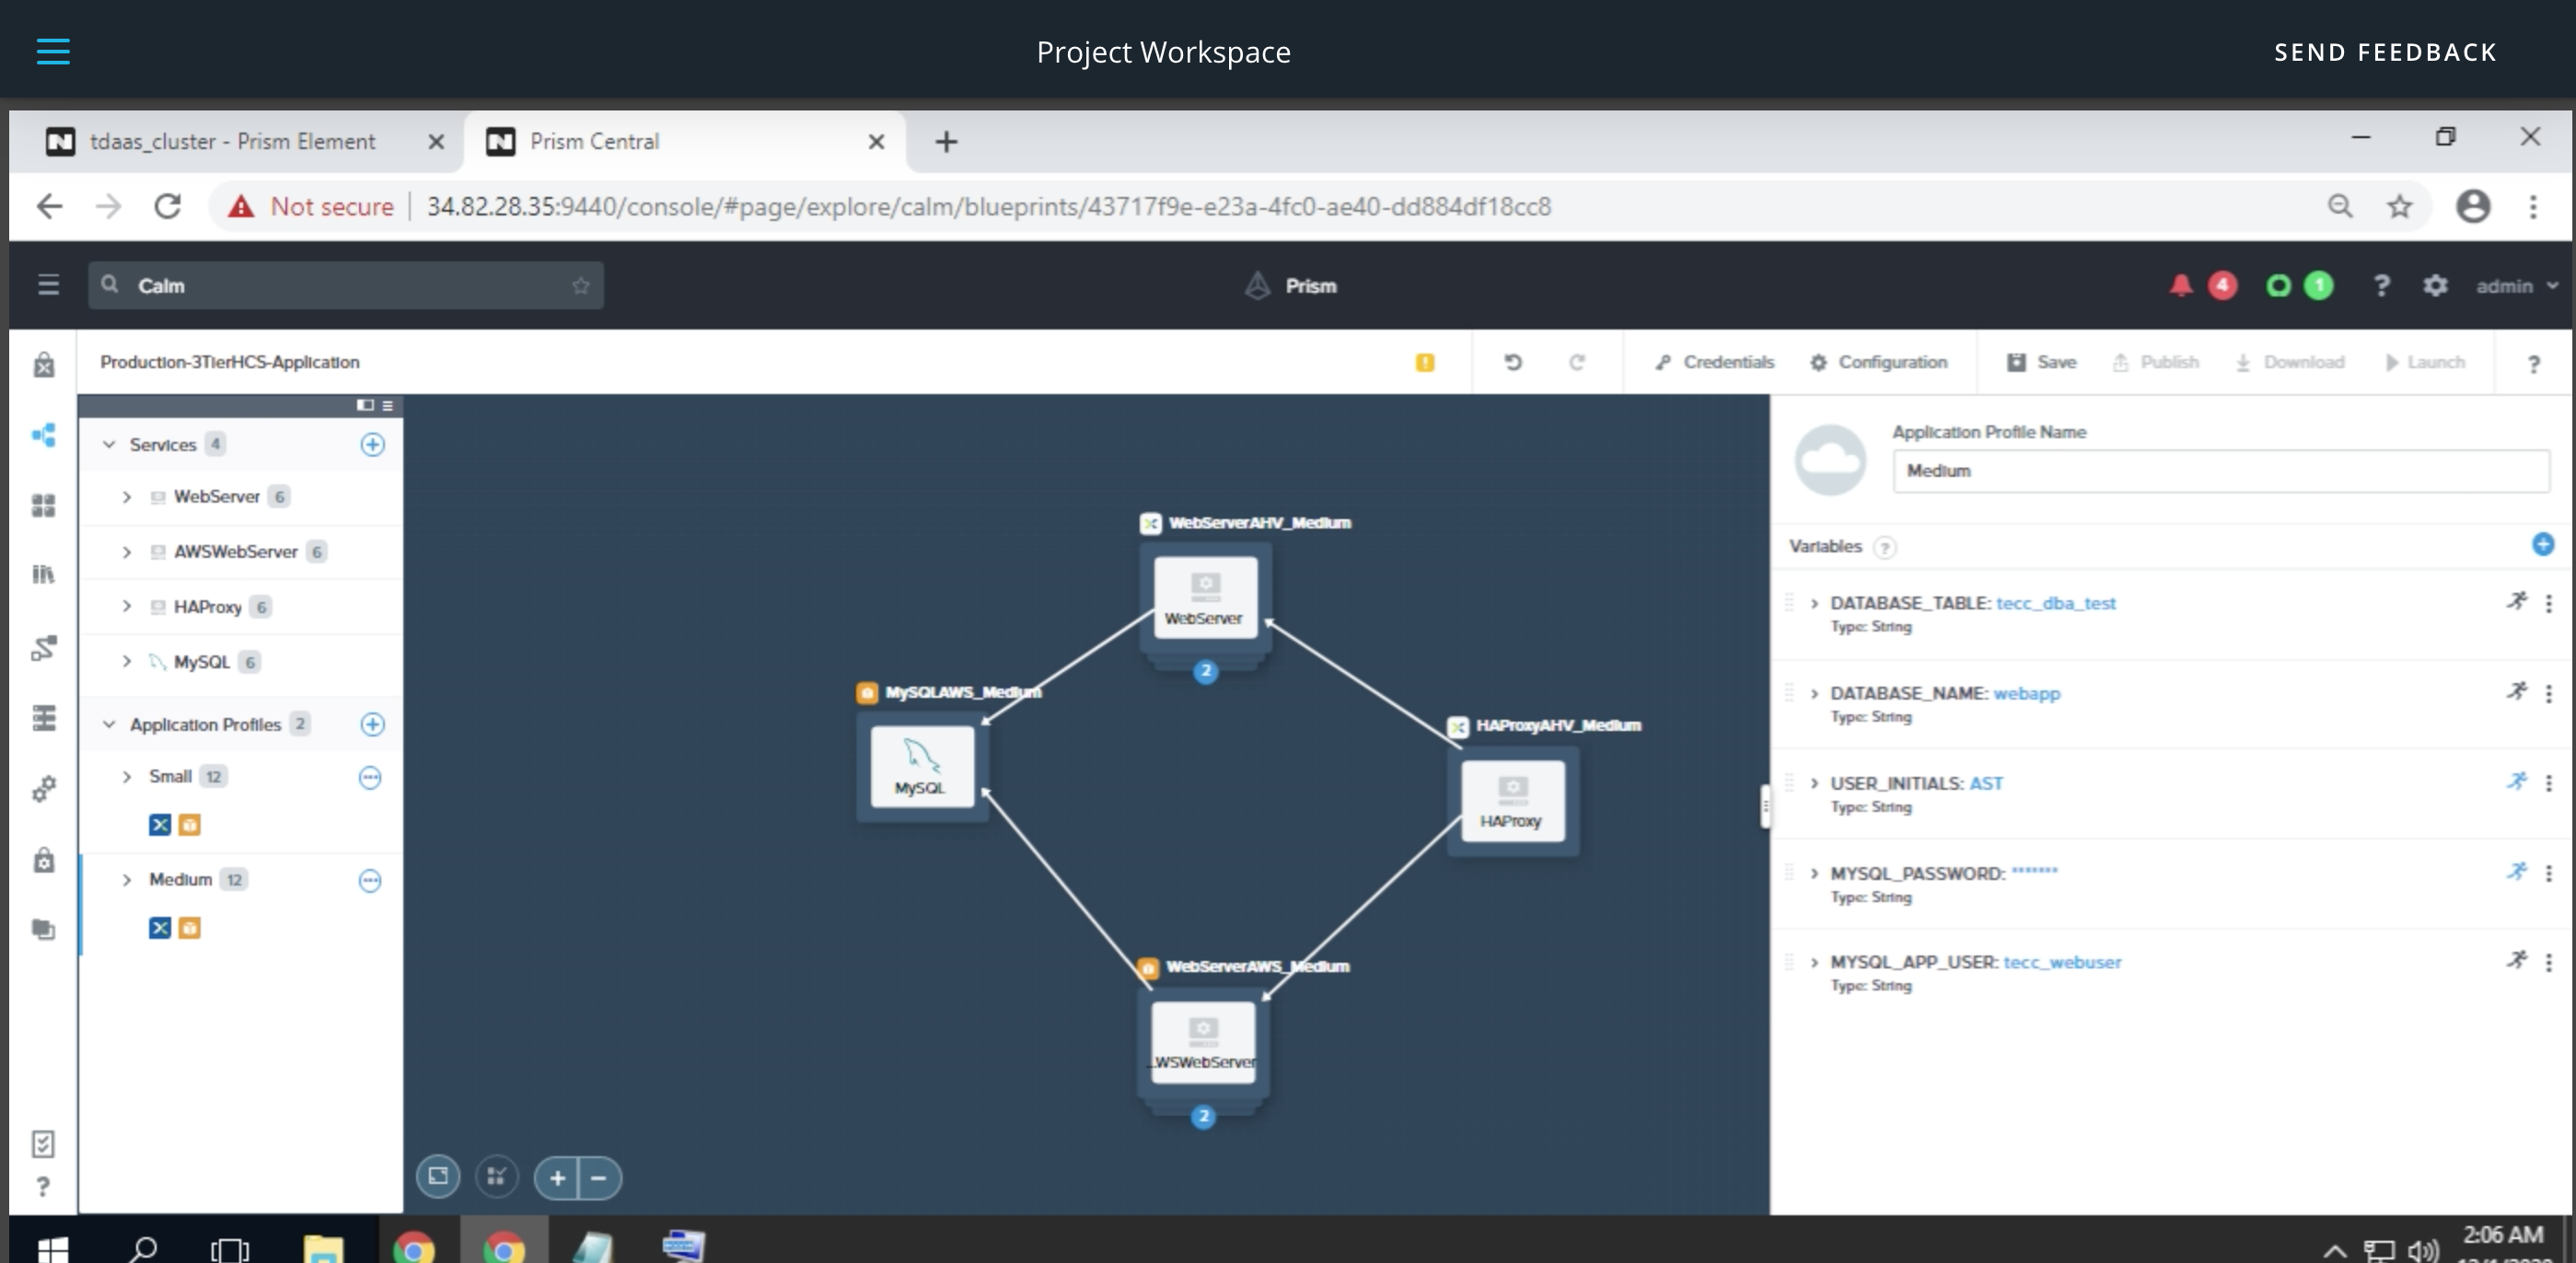 Project Workspace
SEND FEEDBACK
tdaas_cluster - Prism Element
Prism Central
Not secure
34.82.28.35:9440/console/#page/explore/calm/blueprints/43717f9e-e23a-4fc0-ae40-dd884df18cc8
Calm
Prism
4
1
?
admin
Production-3TierHCS-Application
Credentials
Configuration
Save
Publish
Download
Launch
?
Services 4
WebServer 6
AWSWebServer 6
HAProxy 6
MySQL 6
Application Profiles 2
Small 12
Medium 12
?
WebServerAHV_Medium
WebServer
2
MySQLAWS_Medium
MySQL
HAProxyAHV_Medium
HAProxy
WebServerAWS_Medium
...WSWebServer
2
Application Profile Name
Medium
Variables ?
DATABASE_TABLE: tecc_dba_test
Type: String
DATABASE_NAME: webapp
Type: String
USER_INITIALS: AST
Type: String
MYSQL_PASSWORD: *******
Type: String
MYSQL_APP_USER: tecc_webuser
Type: String
2:06 AM